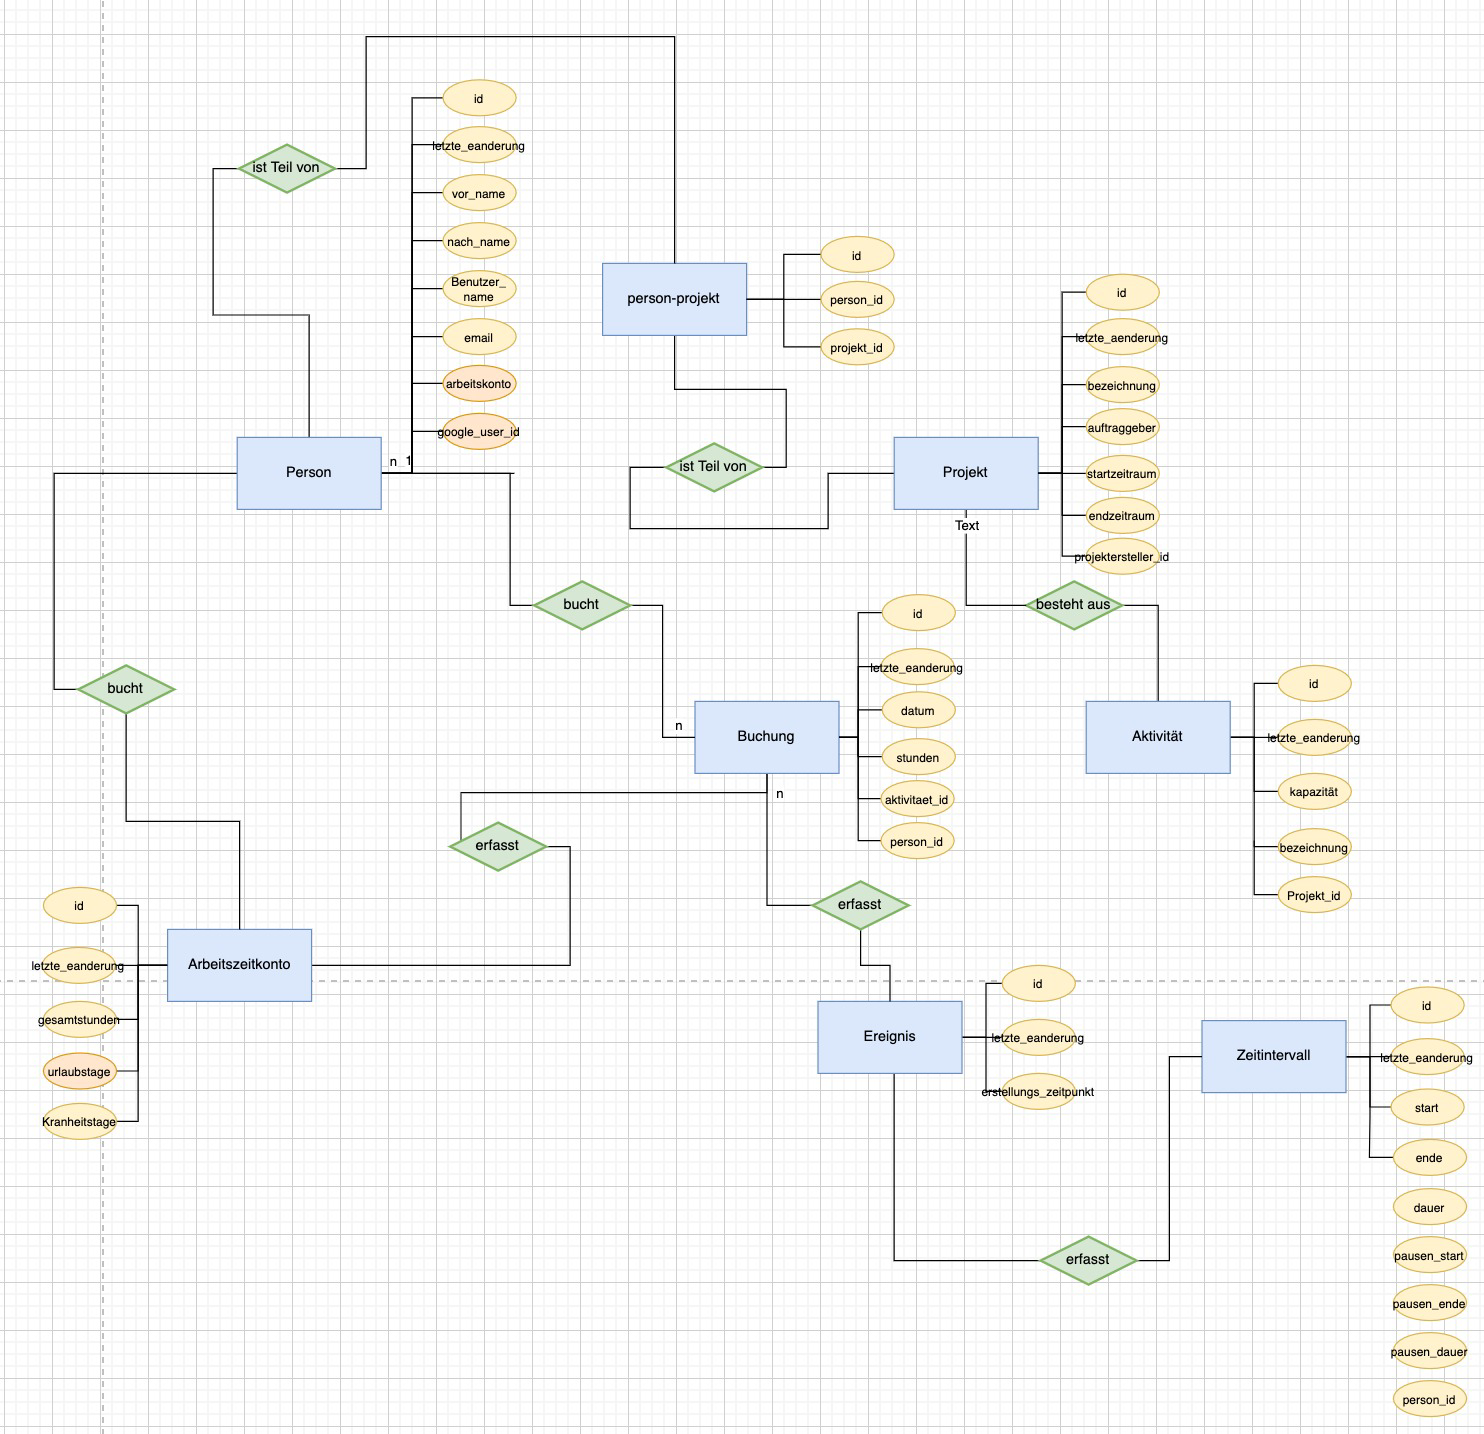 id
letzte_eanderung
ist Teil von
vor_name
nach_name
Benutzer_
name
email
arbeitskonto
google_user_id
Person
n
1
person-projekt
id
person_id
projekt_id
ist Teil von
Projekt
Text
id
letzte_aenderung
bezeichnung
auftraggeber
startzeitraum
endzeitraum
projektersteller_id
bucht
besteht aus
bucht
n
Buchung
n
id
letzte_eanderung
datum
stunden
aktivitaet_id
person_id
Aktivität
id
letzte_eanderung
kapazität
bezeichnung
Projekt_id
erfasst
erfasst
id
letzte_eanderung
gesamtstunden
urlaubstage
Kranheitstage
Arbeitszeitkonto
Ereignis
id
letzte_eanderung
erstellungs_zeitpunkt
Zeitintervall
id
letzte_eanderung
start
ende
dauer
pausen_start
pausen_ende
pausen_dauer
person_id
erfasst